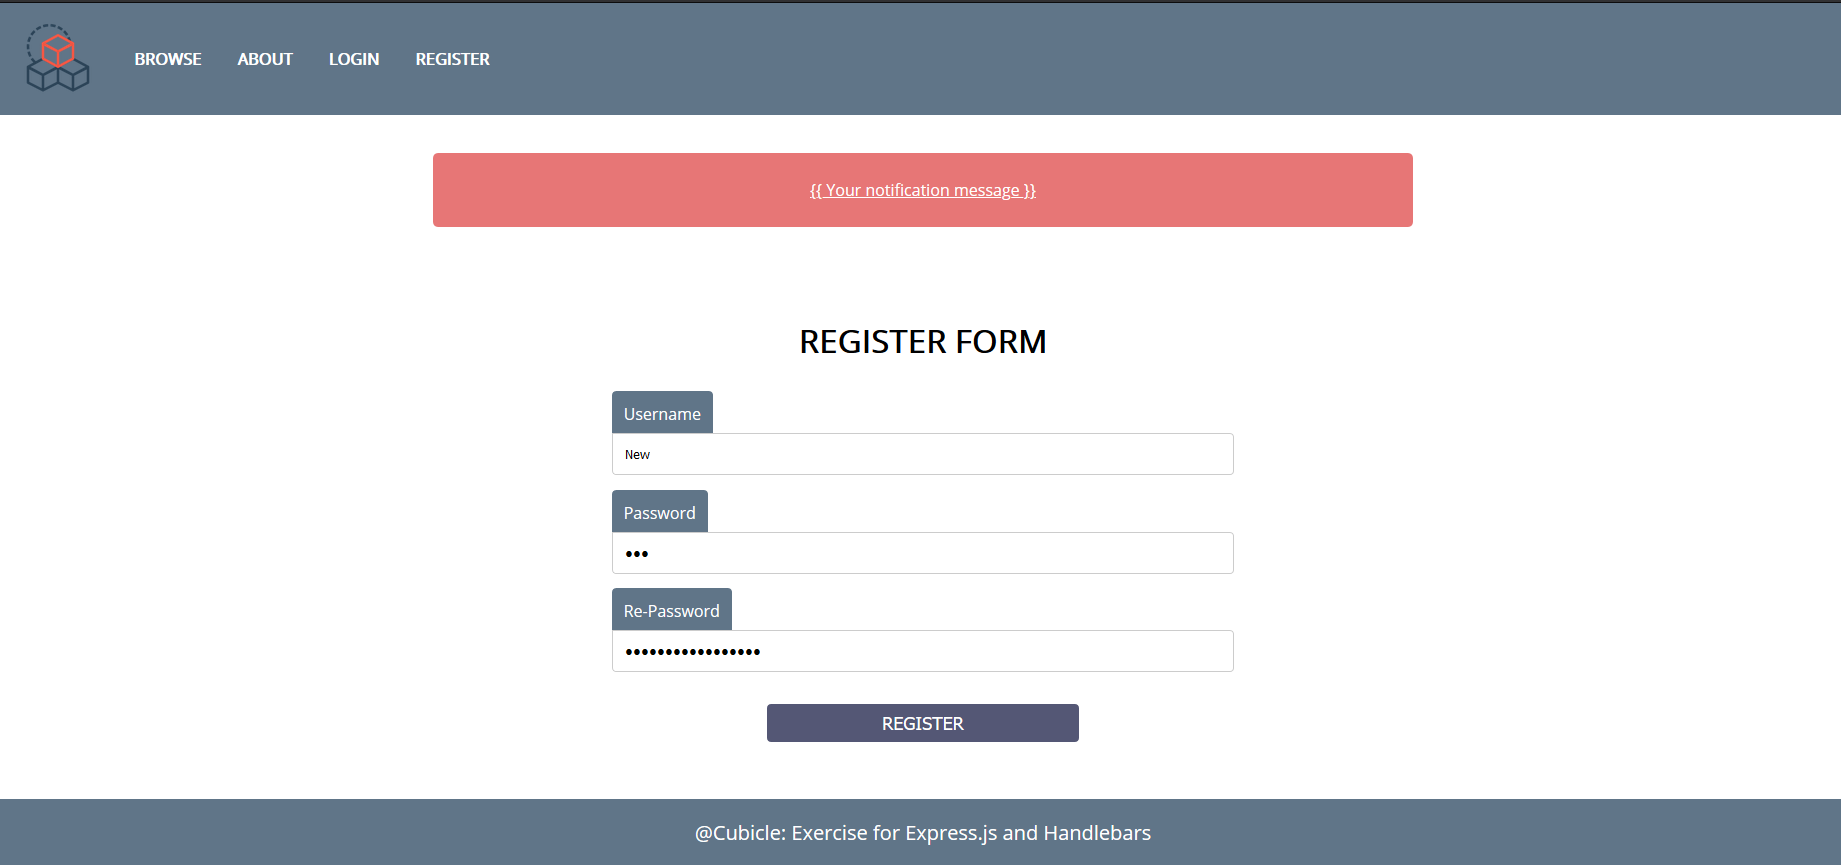 BROWSE ABOUT LOGIN REGISTER
{{ Your notification message }}
REGISTER FORM
Username
New
Password
•••
Re-Password
•••••••••••••••••
REGISTER
@Cubicle: Exercise for Express.js and Handlebars